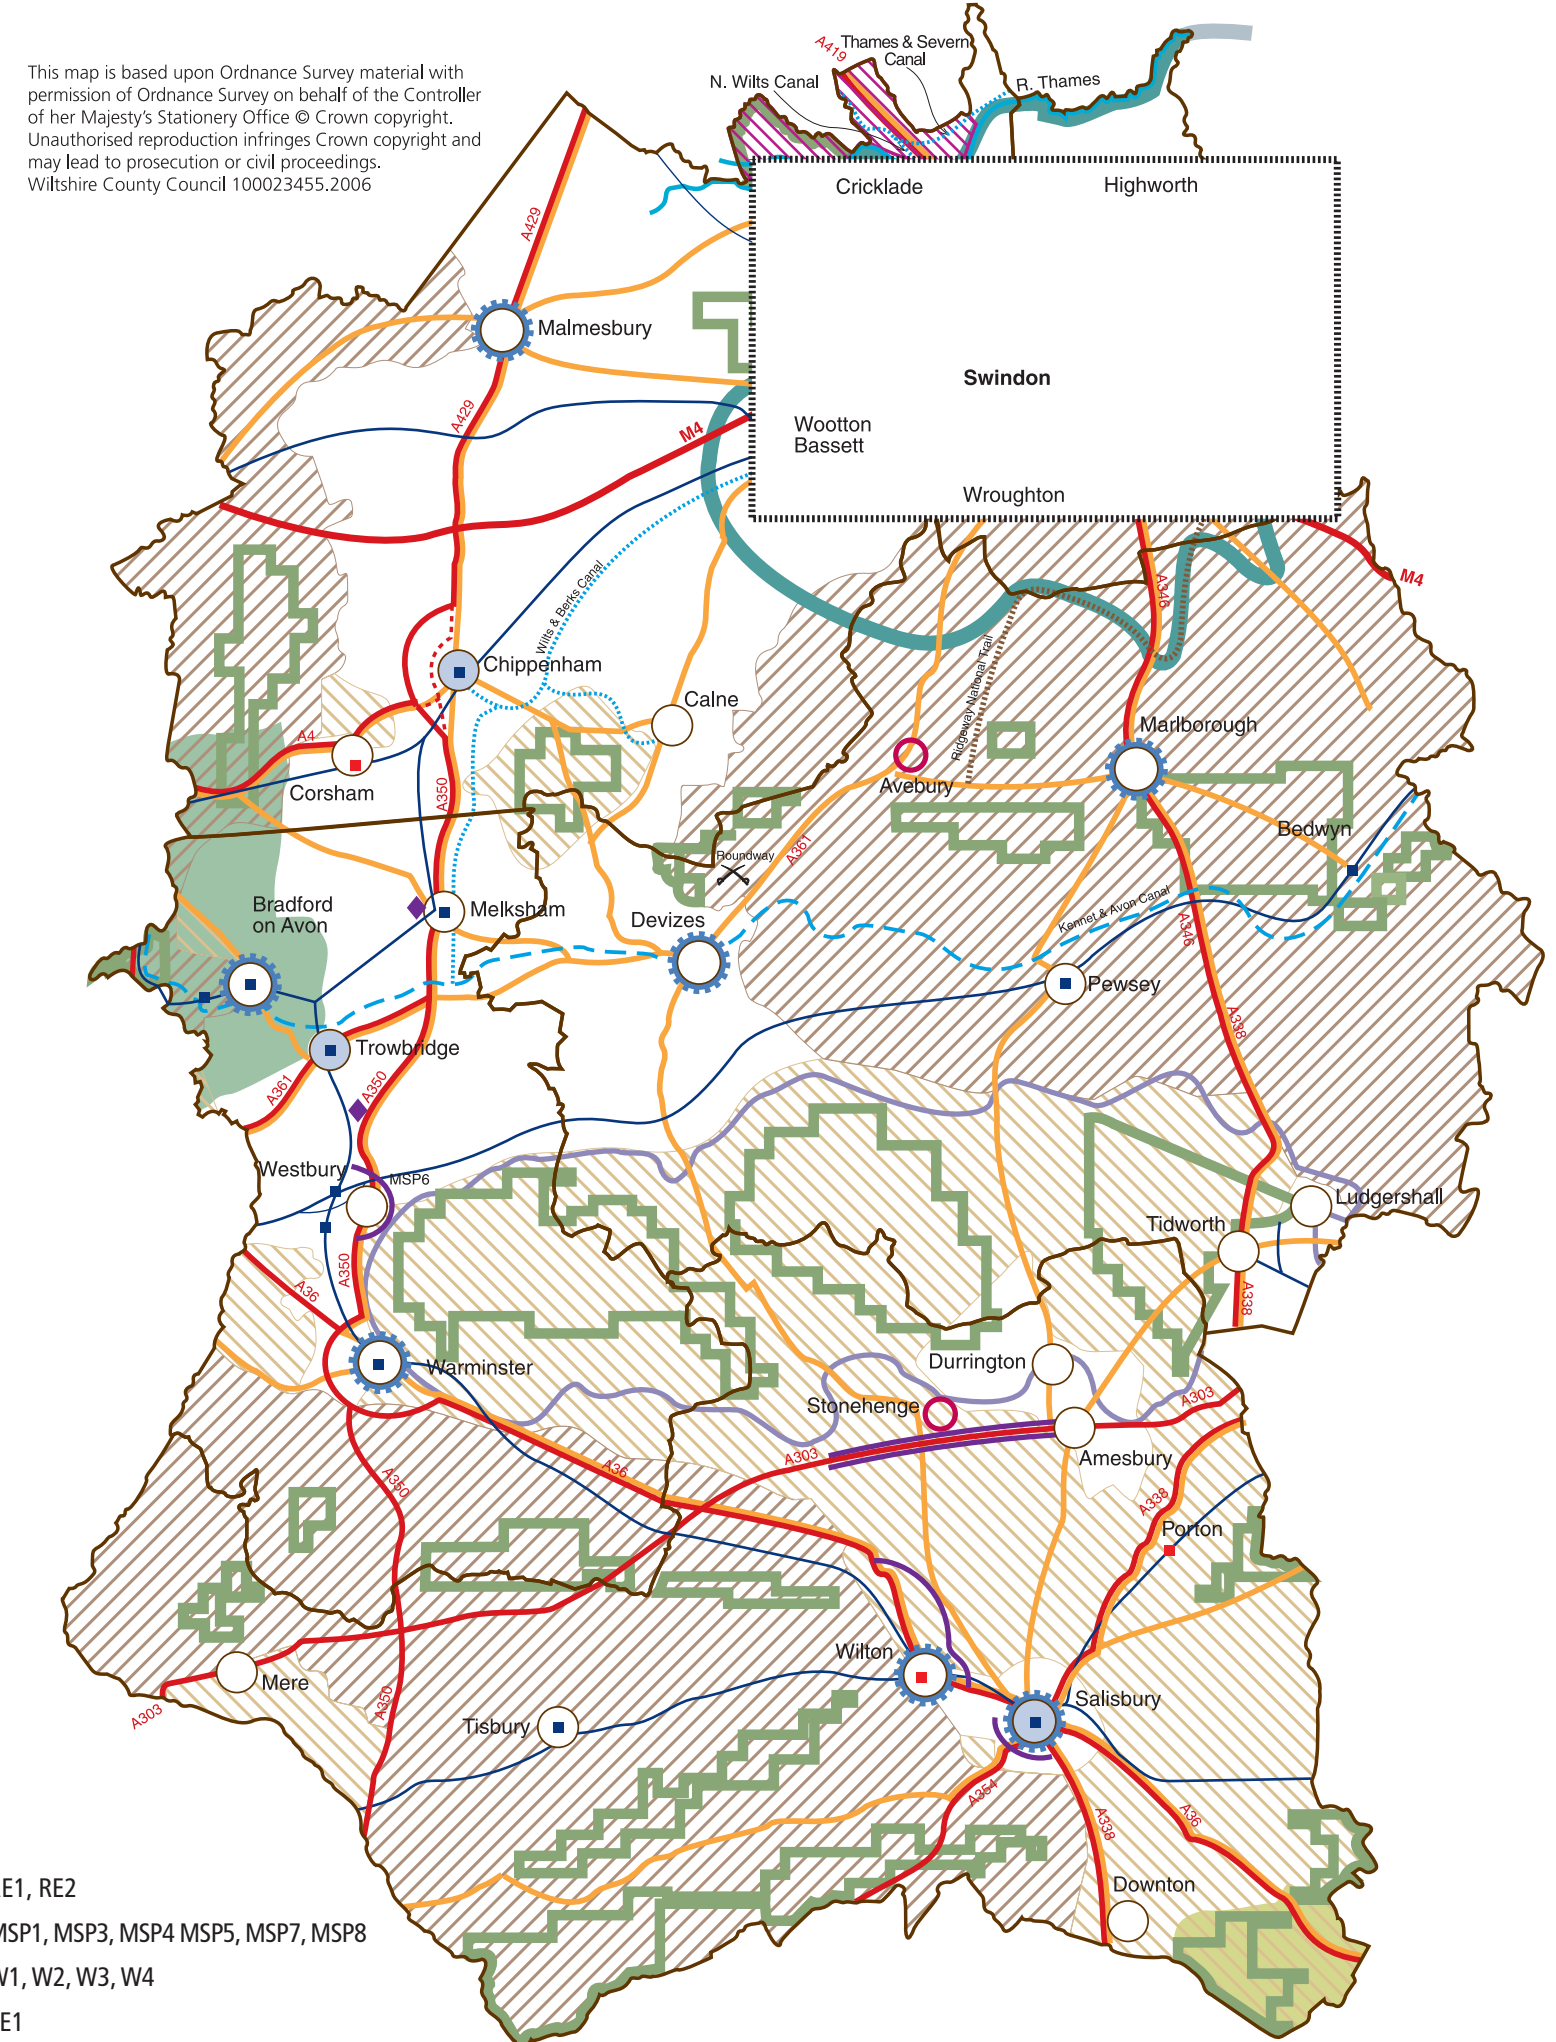 This map is based upon Ordnance Survey material with
permission of Ordnance Survey on behalf of the Controller
of her Majesty's Stationery Office © Crown copyright.
Unauthorised reproduction infringes Crown copyright and
may lead to prosecution or civil proceedings.
Wiltshire County Council 100023455.2006
A419
Thames & Severn
Canal
N. Wilts Canal
R. Thames
Cricklade
Highworth
A429
Malmesbury
Swindon
A429
M4
Wootton
Bassett
Wroughton
Wilts & Berks Canal
A346
M4
Chippenham
Ridgeway National Trail
Calne
Marlborough
A4
Avebury
Corsham
A350
Bedwyn
A361
Roundway
Bradford
on Avon
Melksham
Devizes
Kennet & Avon Canal
A346
Pewsey
A338
Trowbridge
A361
A350
Westbury
MSP6
Ludgershall
Tidworth
A350
A36
A338
Durrington
Warminster
Stonehenge
A303
A303
Amesbury
A36
A350
A338
Porton
Wilton
Mere
A303
A350
Tisbury
Salisbury
A354
A338
A36
Downton
E1, RE2
MSP1, MSP3, MSP4 MSP5, MSP7, MSP8
W1, W2, W3, W4
E1